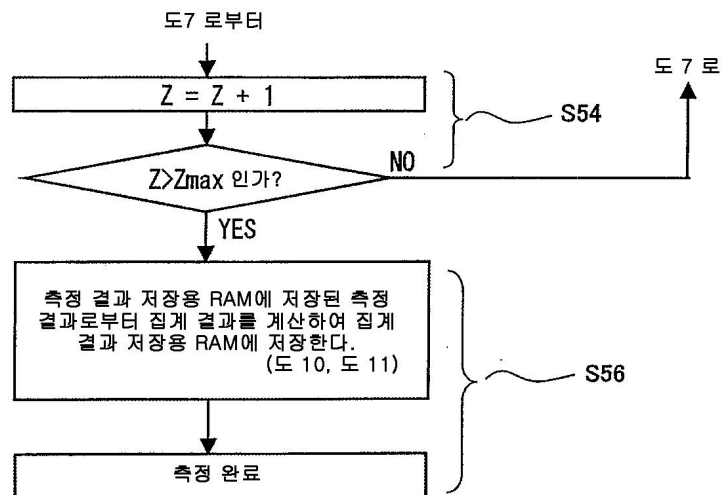 도7 로부터
도 7 로
Z = Z + 1
S54
Z>Zmax 인가?
NO
YES
측정 결과 저장용 RAM에 저장된 측정
결과로부터 집계 결과를 계산하여 집계
결과 저장용 RAM에 저장한다.
(도 10, 도 11)
S56
측정 완료